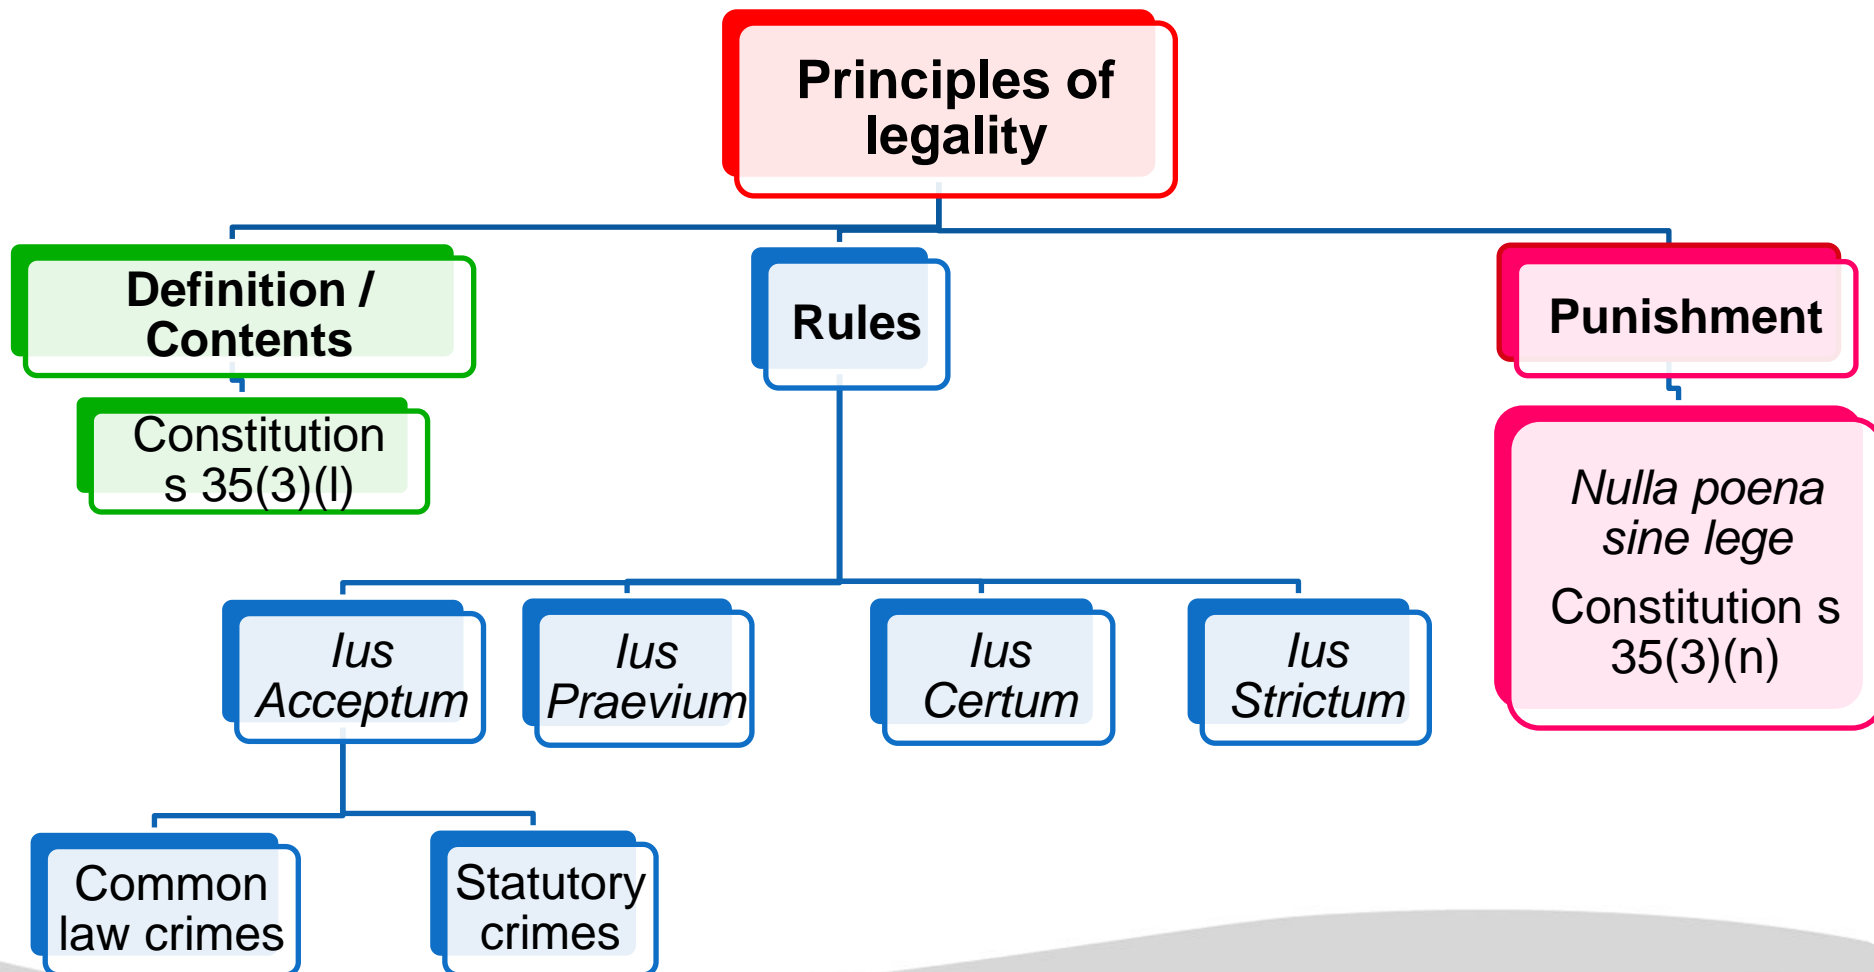 Principles of
legality
Definition /
Contents
Constitution
s 35(3)(l)
Rules
Punishment
Nulla poena
sine lege
Constitution s
35(3)(n)
Ius
Acceptum
Ius
Praevium
Ius
Certum
Ius
Strictum
Common
law crimes
Statutory
crimes